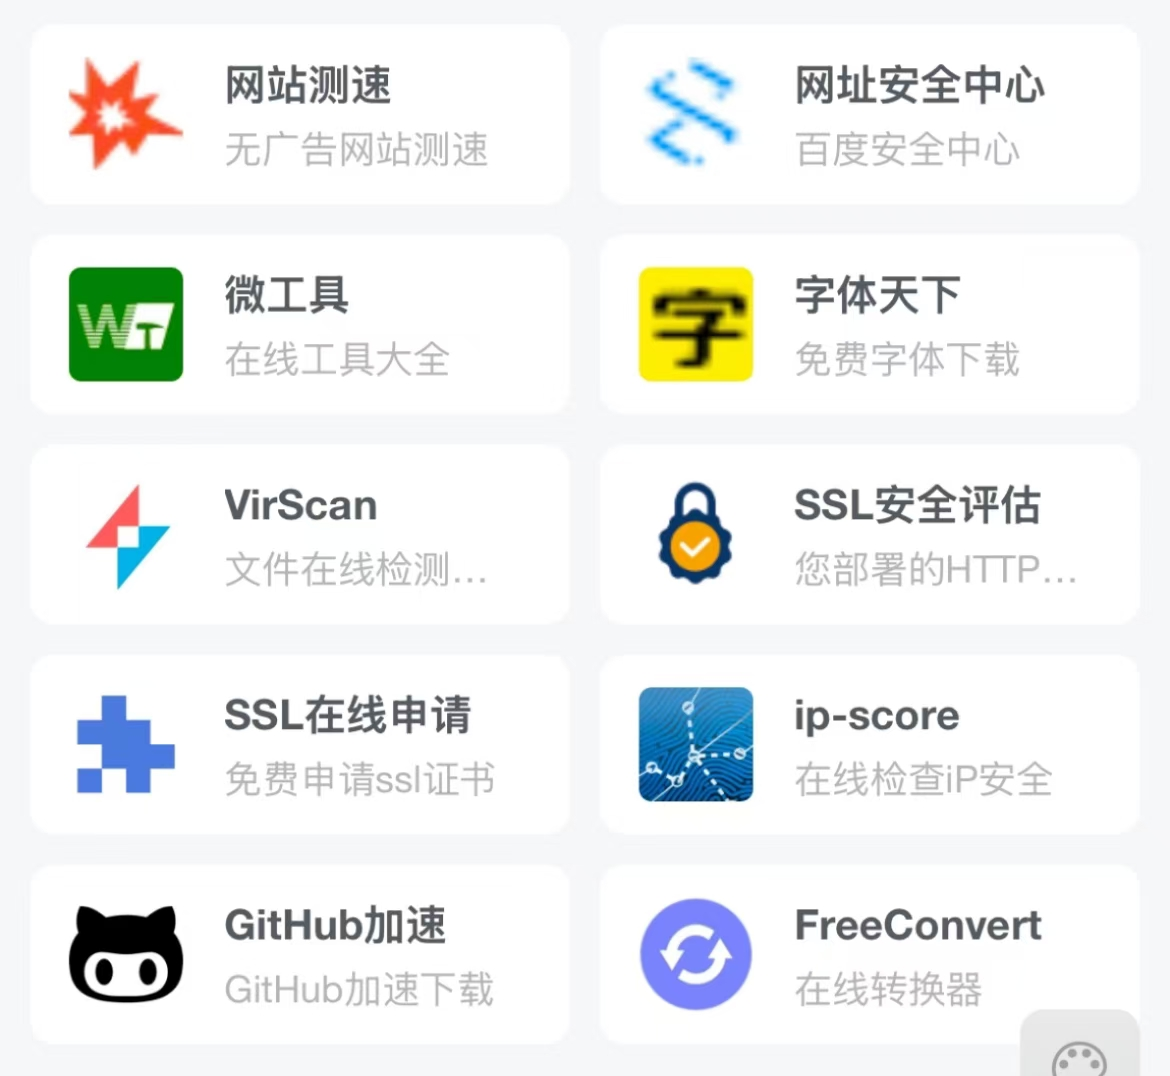 网站测速
无广告网站测速
网址安全中心
百度安全中心
微工具
在线工具大全
字
字体天下
免费字体下载
VirScan
文件在线检测...
SSL安全评估
您部署的HTTP...
SSL在线申请
免费申请ssl证书
ip-score
在线检查iP安全
GitHub加速
GitHub加速下载
FreeConvert
在线转换器